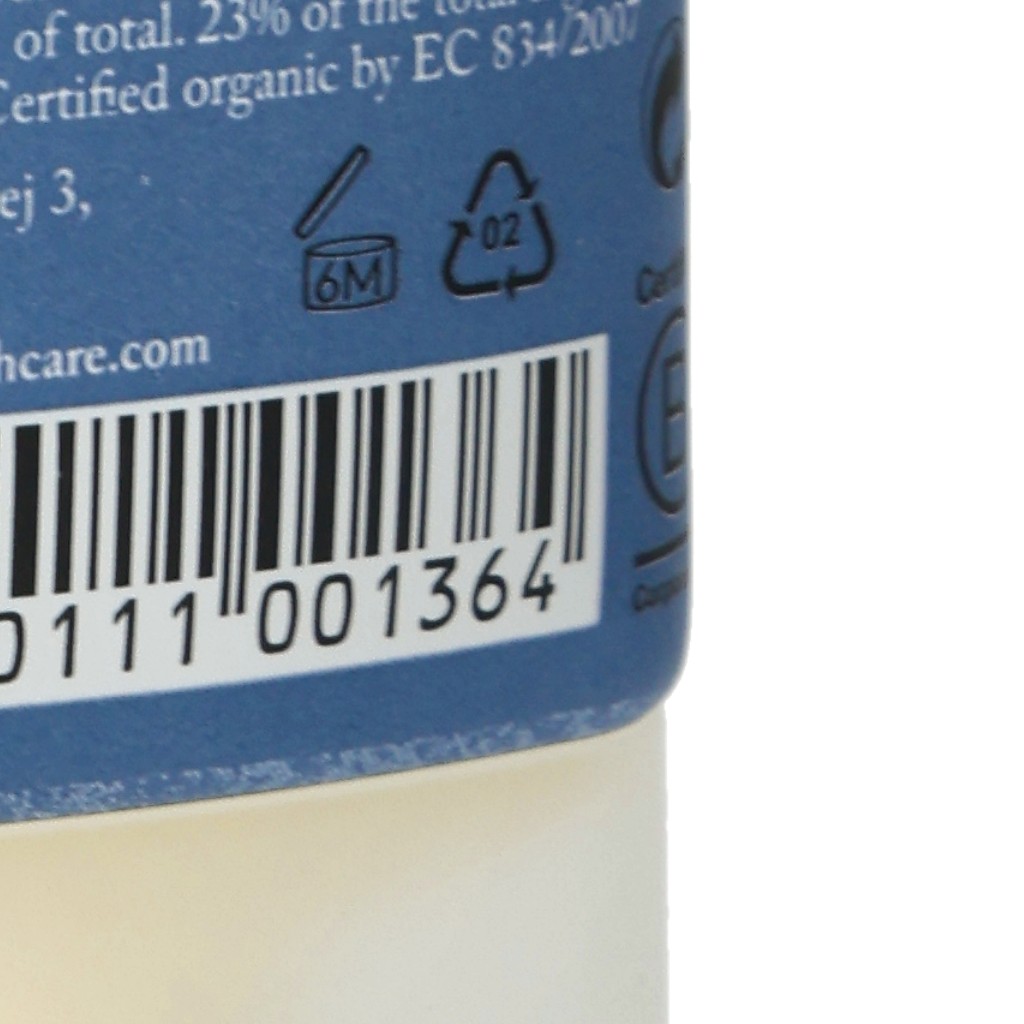 of total. 23% of the total
Certified organic by EC 834/2007
ej 3,
6M
02
hcare.com
0111 001364